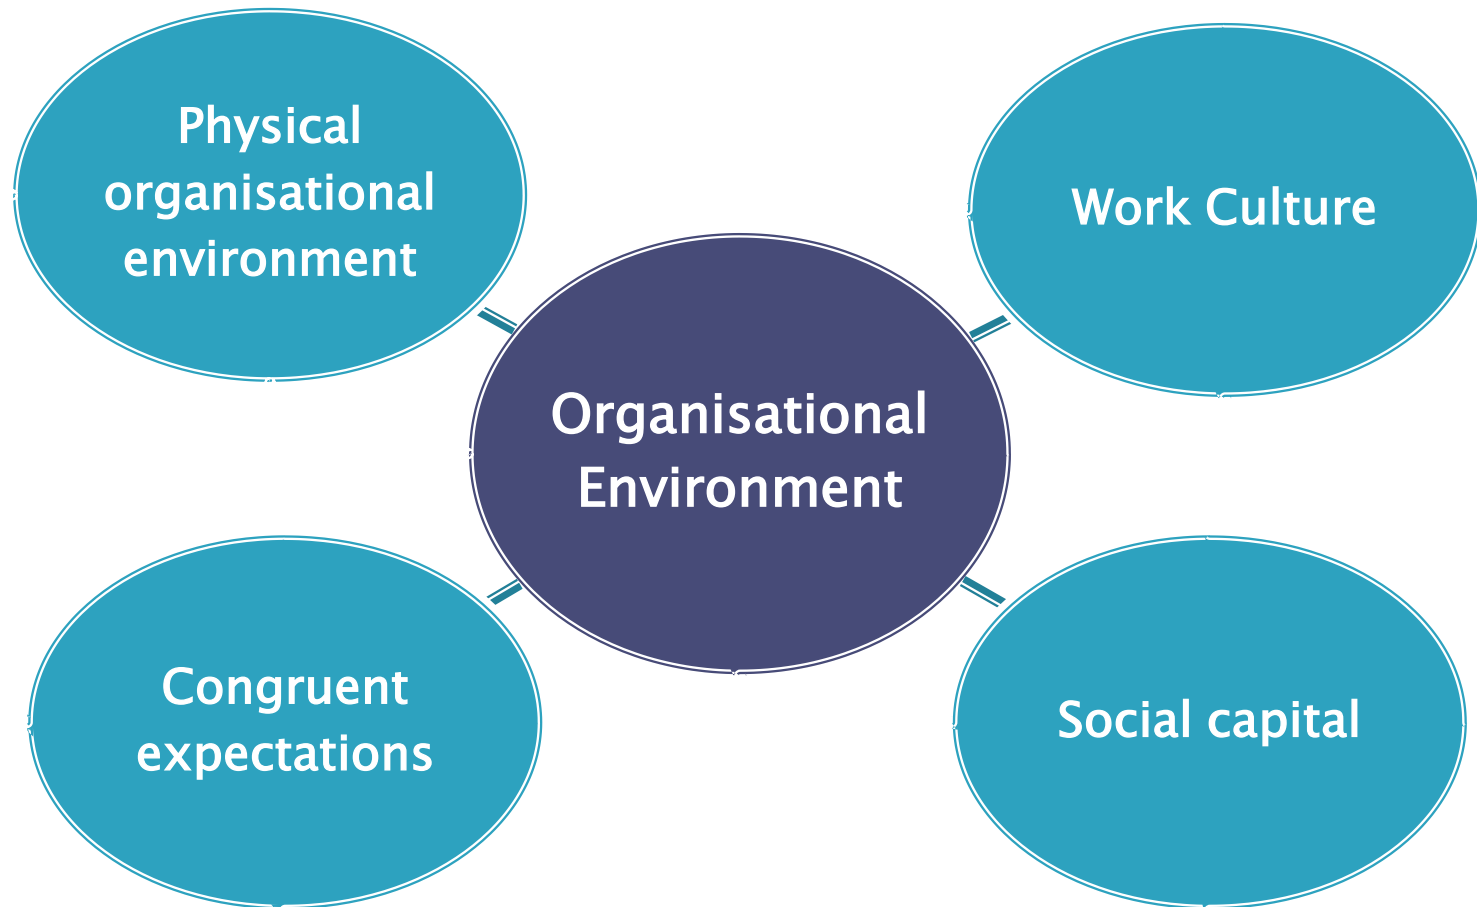 Physical
organisational
environment
Work Culture
Organisational
Environment
Congruent
expectations
Social capital